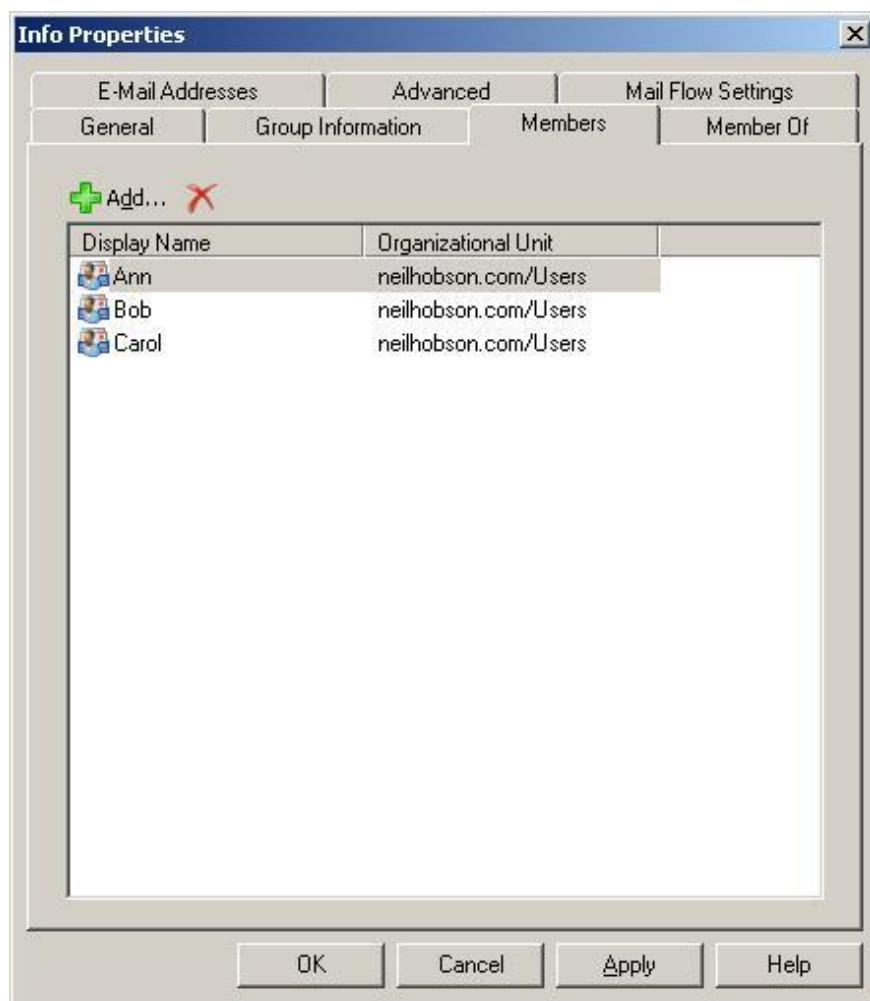 Info Properties
E-Mail Addresses Advanced Mail Flow Settings
General Group Information Members Member Of
Add...
Display Name Organizational Unit
Ann neilhobson.com/Users
Bob neilhobson.com/Users
Carol neilhobson.com/Users
OK Cancel Apply Help